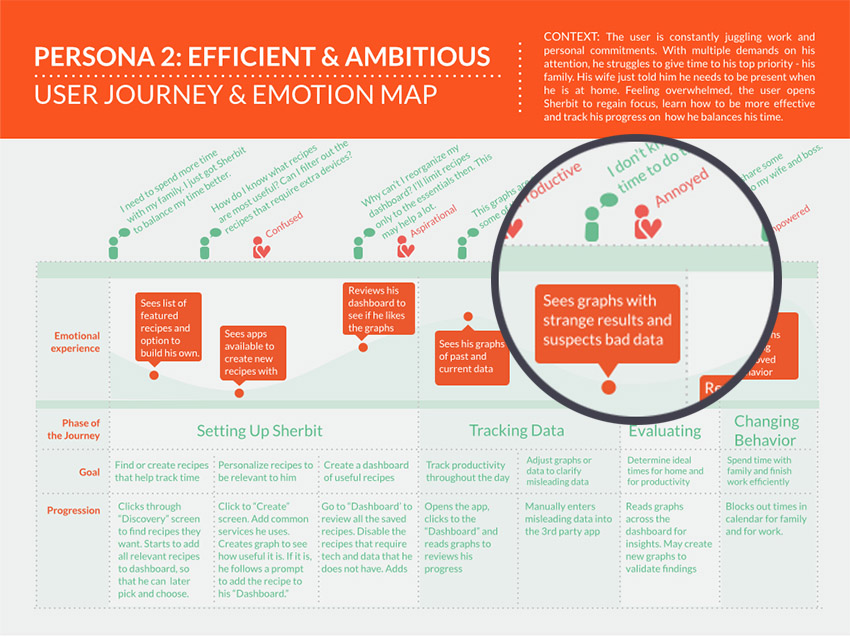 PERSONA 2: EFFICIENT & AMBITIOUS
USER JOURNEY & EMOTION MAP
CONTEXT: The user is constantly juggling work and
personal commitments. With multiple demands on his
attention, he struggles to give time to his top priority - his
family. His wife just told him he needs to be present when
he is at home. Feeling overwhelmed, the user opens
Sherbit to regain focus, learn how to be more effective
and track his progress on how he balances his time.
I need to spend more time
with my family, I just got Sherbit
to balance my time better.
How do I know what recipes
are most useful? Can I filter out the
recipes that require extra devices?
Confused
Why can't I reorganize my
dashboard? I'll limit recipes
only to the essentials then. This
may help a lot.
Aspirational
This graphs are
some of
roductive
I don't kn
time to do t
Annoyed
hare some
to my wife and boss.
mpowered
Emotional
experience
Sees list of
featured
recipes and
option to
build his own.
Sees apps
available to
create new
recipes with
Reviews his
dashboard to
see if he likes
the graphs
Sees his graphs
of past and
current data
Sees graphs with
strange results and
suspects bad data
Re
hs
g
oved
havior
Phase of
the Journey
Setting Up Sherbit
Tracking Data
Evaluating
Changing
Behavior
Goal
Find or create recipes
that help track time
Personalize recipes to
be relevant to him
Create a dashboard
of useful recipes
Track productivity
throughout the day
Adjust graphs or
data to clarify
misleading data
Determine ideal
times for home and
for productivity
Spend time with
family and finish
work efficiently
Progression
Clicks through
"Discovery" screen
to find recipes they
want. Starts to add
all relevant recipes
to dashboard, so
that he can later
pick and choose.
Click to "Create"
screen. Add common
services he uses.
Creates graph to see
how useful it is. If it is,
he follows a prompt
to add the recipe to
his "Dashboard."
Go to "Dashboard' to
review all the saved
recipes. Disable the
recipes that require
tech and data that he
does not have. Adds
Opens the app,
clicks to the
"Dashboard" and
reads graphs to
reviews his
progress
Manually enters
misleading data into
the 3rd party app
Reads graphs
across the
dashboard for
insights. May create
new graphs to
validate findings
Blocks out times in
calendar for family
and for work.